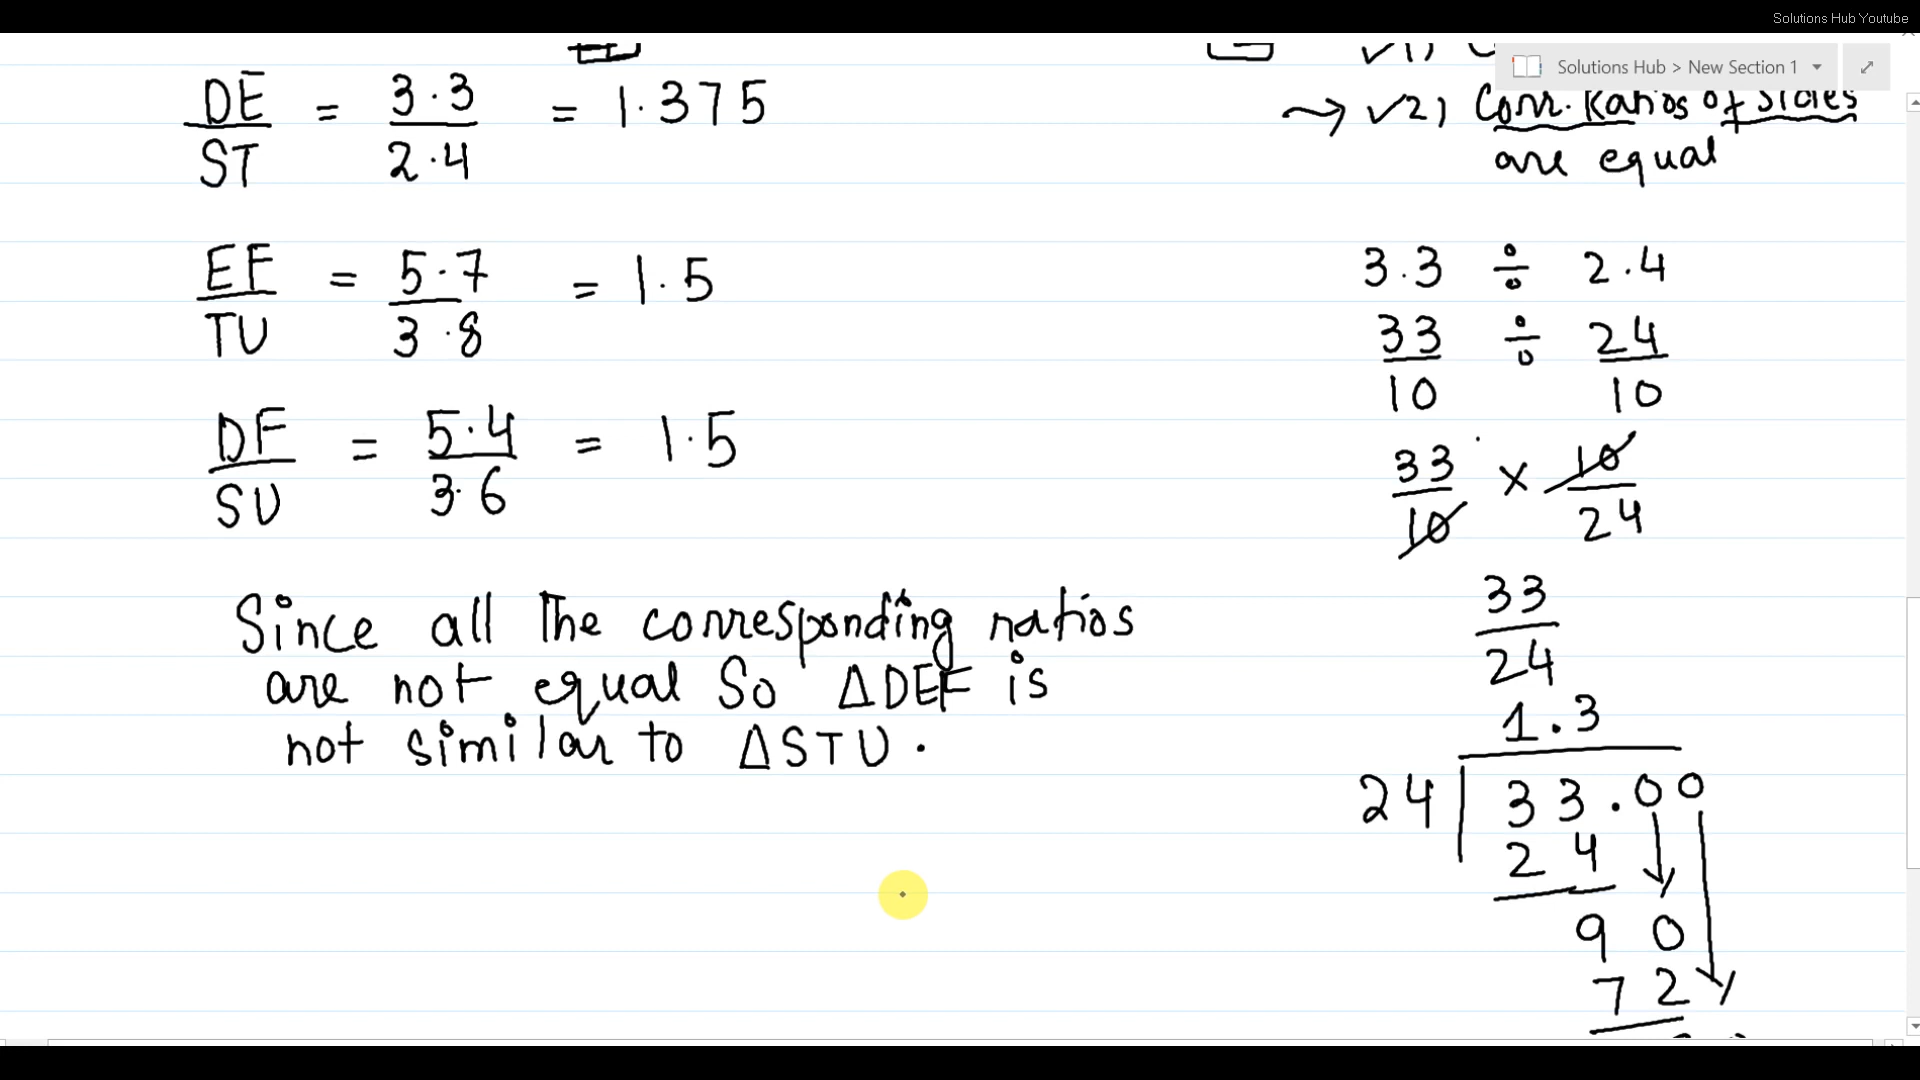 Solutions Hub Youtube
Solutions Hub > New Section 1
DE/ST = 3.3/2.4 = 1.375
EF/TU = 5.7/3.8 = 1.5
DF/SU = 5.4/3.6 = 1.5
Since all the corresponding ratios
are not equal So ΔDEF is
not similar to ΔSTU.
→ √2) Corr. Ratios of sides
are equal
3.3 ÷ 2.4
33/10 ÷ 24/10
33/10 × 10/24
33/24
1.3
24 | 33.00
24
90
72